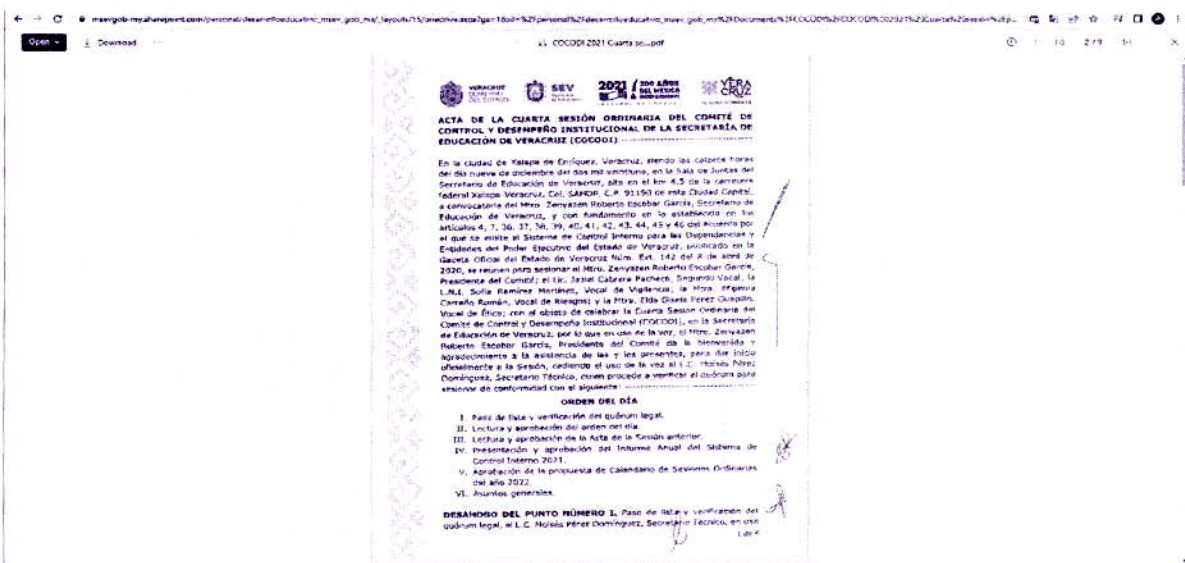 msevgob-my.sharepoint.com/personal/desarrolloeducativo_msev_gob_mx/_layouts/15/onedrive.aspx
Open
Download
COCODI 2021 Cuarta se....pdf
2 / 9
VERACRUZ
GOBIERNO
DEL ESTADO
SEV
2021
200 AÑOS
DEL MÉXICO
VERA
CRUZ
ACTA DE LA CUARTA SESIÓN ORDINARIA DEL COMITÉ DE
CONTROL Y DESEMPEÑO INSTITUCIONAL DE LA SECRETARÍA DE
EDUCACIÓN DE VERACRUZ (COCODI)
En la ciudad de Xalapa de Enríquez, Veracruz, siendo las catorce horas
del día nueve de diciembre del dos mil veintiuno, en la Sala de Juntas del
Secretario de Educación de Veracruz, sita en el km 4.5 de la carretera
federal Xalapa Veracruz, Col. SAHOP, C.P. 91190 de esta Ciudad Capital,
a convocatoria del Mtro. Zenyazen Roberto Escobar García, Secretario de
Educación de Veracruz, y con fundamento en lo establecido en los
artículos 4, 7, 36, 37, 38, 39, 40, 41, 42, 43, 44, 45 y 46 del Acuerdo por
el que se emite el Sistema de Control Interno para las Dependencias y
Entidades del Poder Ejecutivo del Estado de Veracruz, publicado en la
Gaceta Oficial del Estado de Veracruz Núm. Ext. 142 del 8 de abril de
2020, se reúnen para sesionar el Mtro. Zenyazen Roberto Escobar García,
Presidente del Comité; el Lic. Cabrera Pacheco, Segundo Vocal, la
L.N.I. Sofía Ramírez Martínez, Vocal de Vigilancia, la Mtra.
Carreño Román, Vocal de Riesgos; y la Mtra. Elda Gisela Pérez
Vocal de Ética; con el objeto de celebrar la Cuarta Sesión Ordinaria del
Comité de Control y Desempeño Institucional (COCODI), en la Secretaría
de Educación de Veracruz, por lo que en uso de la voz, el Mtro. Zenyazen
Roberto Escobar García, Presidente del Comité da la bienvenida y
agradecimiento a la asistencia de las y los presentes, para dar inicio
oficialmente a la Sesión, cediendo el uso de la voz al L.C. Moisés Pérez
Domínguez, Secretario Técnico, quien procede a verificar el quórum para
sesionar de conformidad con el siguiente:
ORDEN DEL DÍA
I. Pase de lista y verificación del quórum legal.
II. Lectura y aprobación del orden del día.
III. Lectura y aprobación de la Acta de la Sesión anterior.
IV. Presentación y aprobación del Informe Anual del Sistema de
Control Interno 2021.
V. Aprobación de la propuesta de Calendario de Sesiones Ordinarias
del año 2022.
VI. Asuntos generales.
DESAHOGO DEL PUNTO NÚMERO I. Pase de lista y verificación del
quórum legal, el L.C. Moisés Pérez Domínguez, Secretario Técnico, en uso